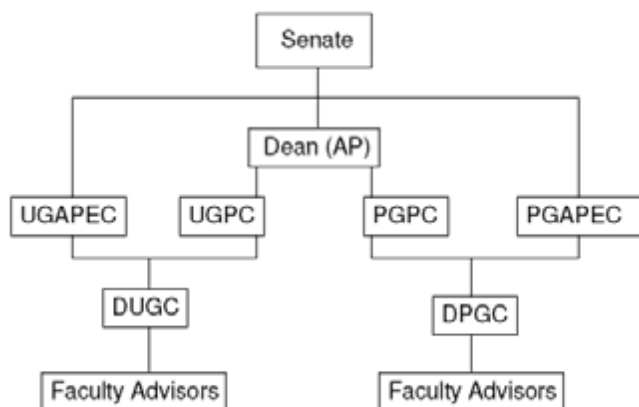 Senate
Dean (AP)
UGAPEC
UGPC
PGPC
PGAPEC
DUGC
DPGC
Faculty Advisors
Faculty Advisors